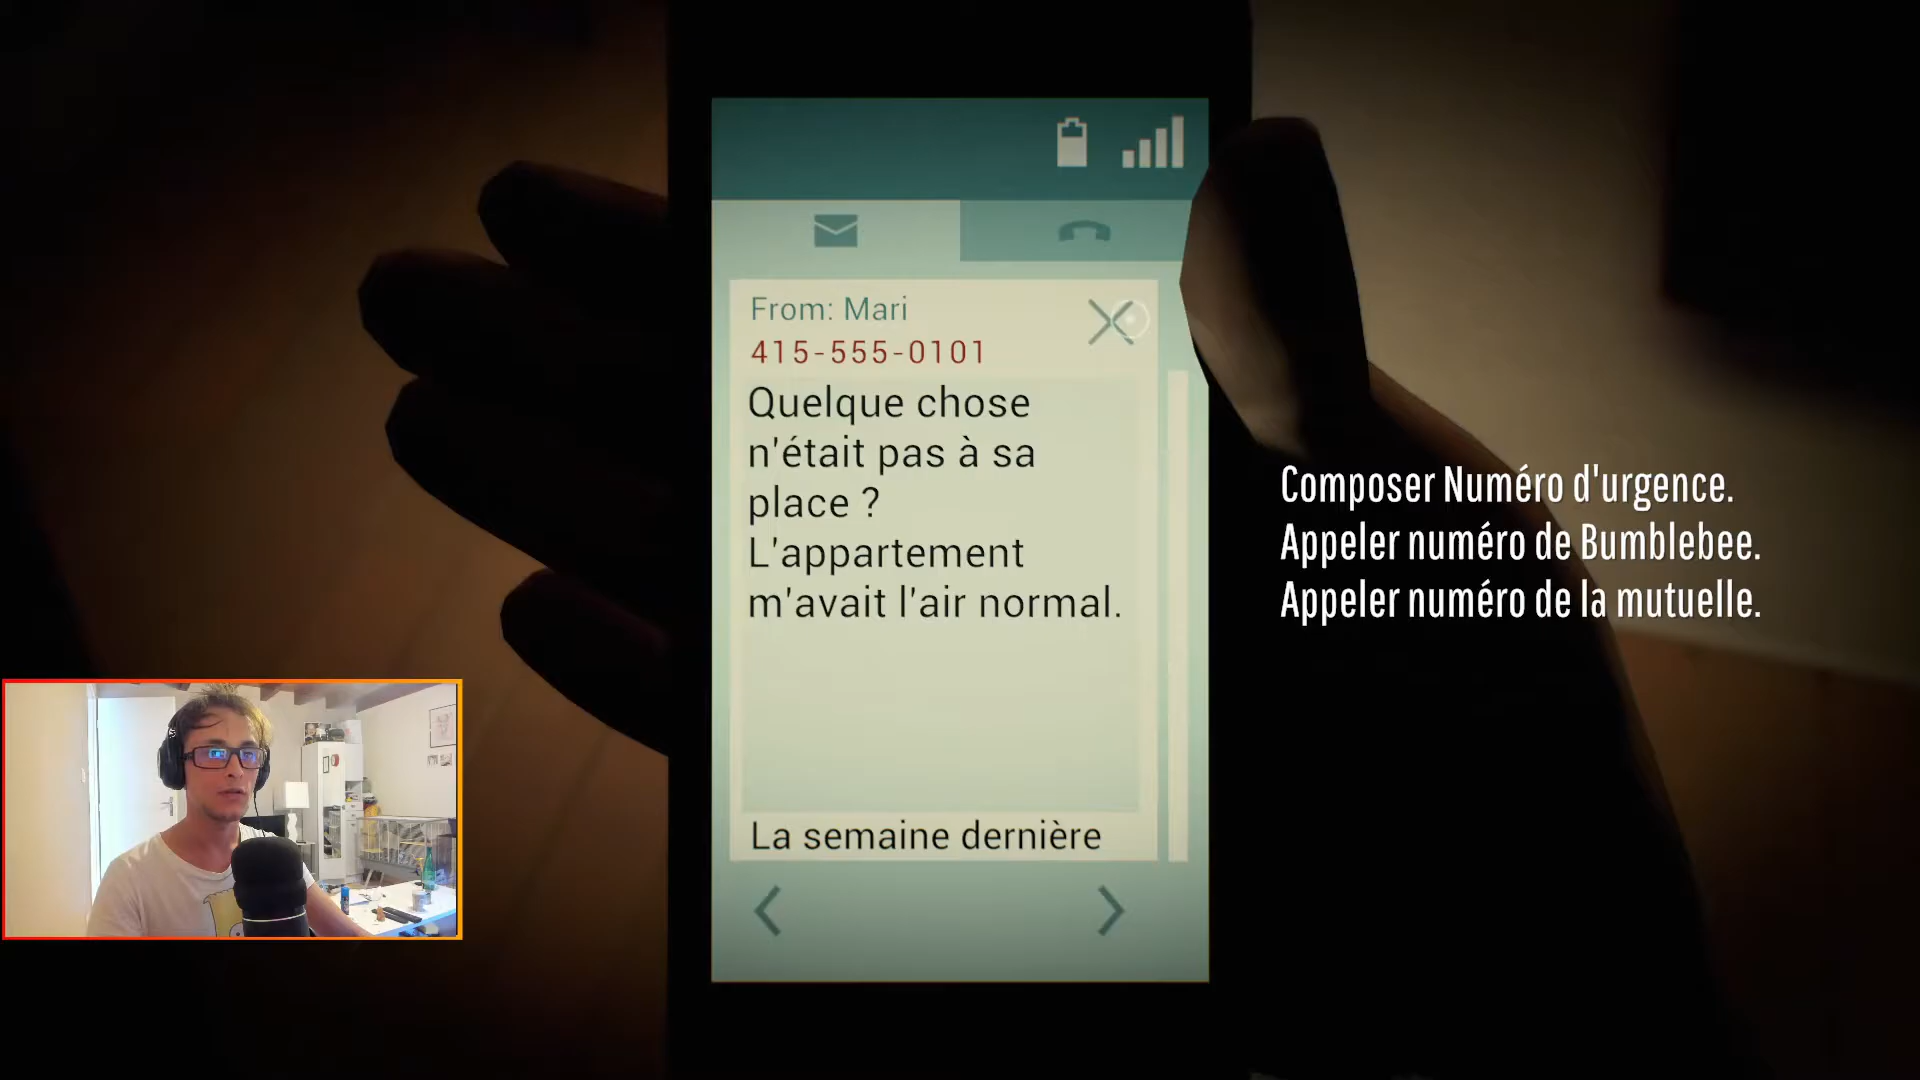 From: Mari
415-555-0101
Quelque chose
n'était pas à sa
place ?
L'appartement
m'avait l'air normal.
La semaine dernière
Composer Numéro d'urgence.
Appeler numéro de Bumblebee.
Appeler numéro de la mutuelle.